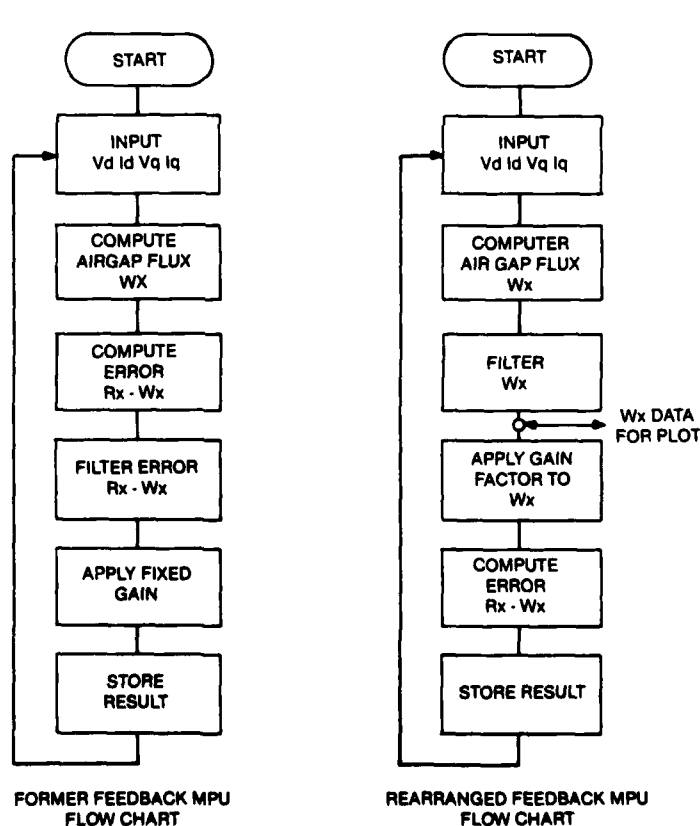 START
INPUT
Vd Id Vq Iq
COMPUTE
AIRGAP FLUX
WX
COMPUTE
ERROR
Rx - Wx
FILTER ERROR
Rx - Wx
APPLY FIXED
GAIN
STORE
RESULT
FORMER FEEDBACK MPU
FLOW CHART
START
INPUT
Vd Id Vq Iq
COMPUTER
AIR GAP FLUX
Wx
FILTER
Wx
Wx DATA
FOR PLOT
APPLY GAIN
FACTOR TO
Wx
COMPUTE
ERROR
Rx - Wx
STORE RESULT
REARRANGED FEEDBACK MPU
FLOW CHART